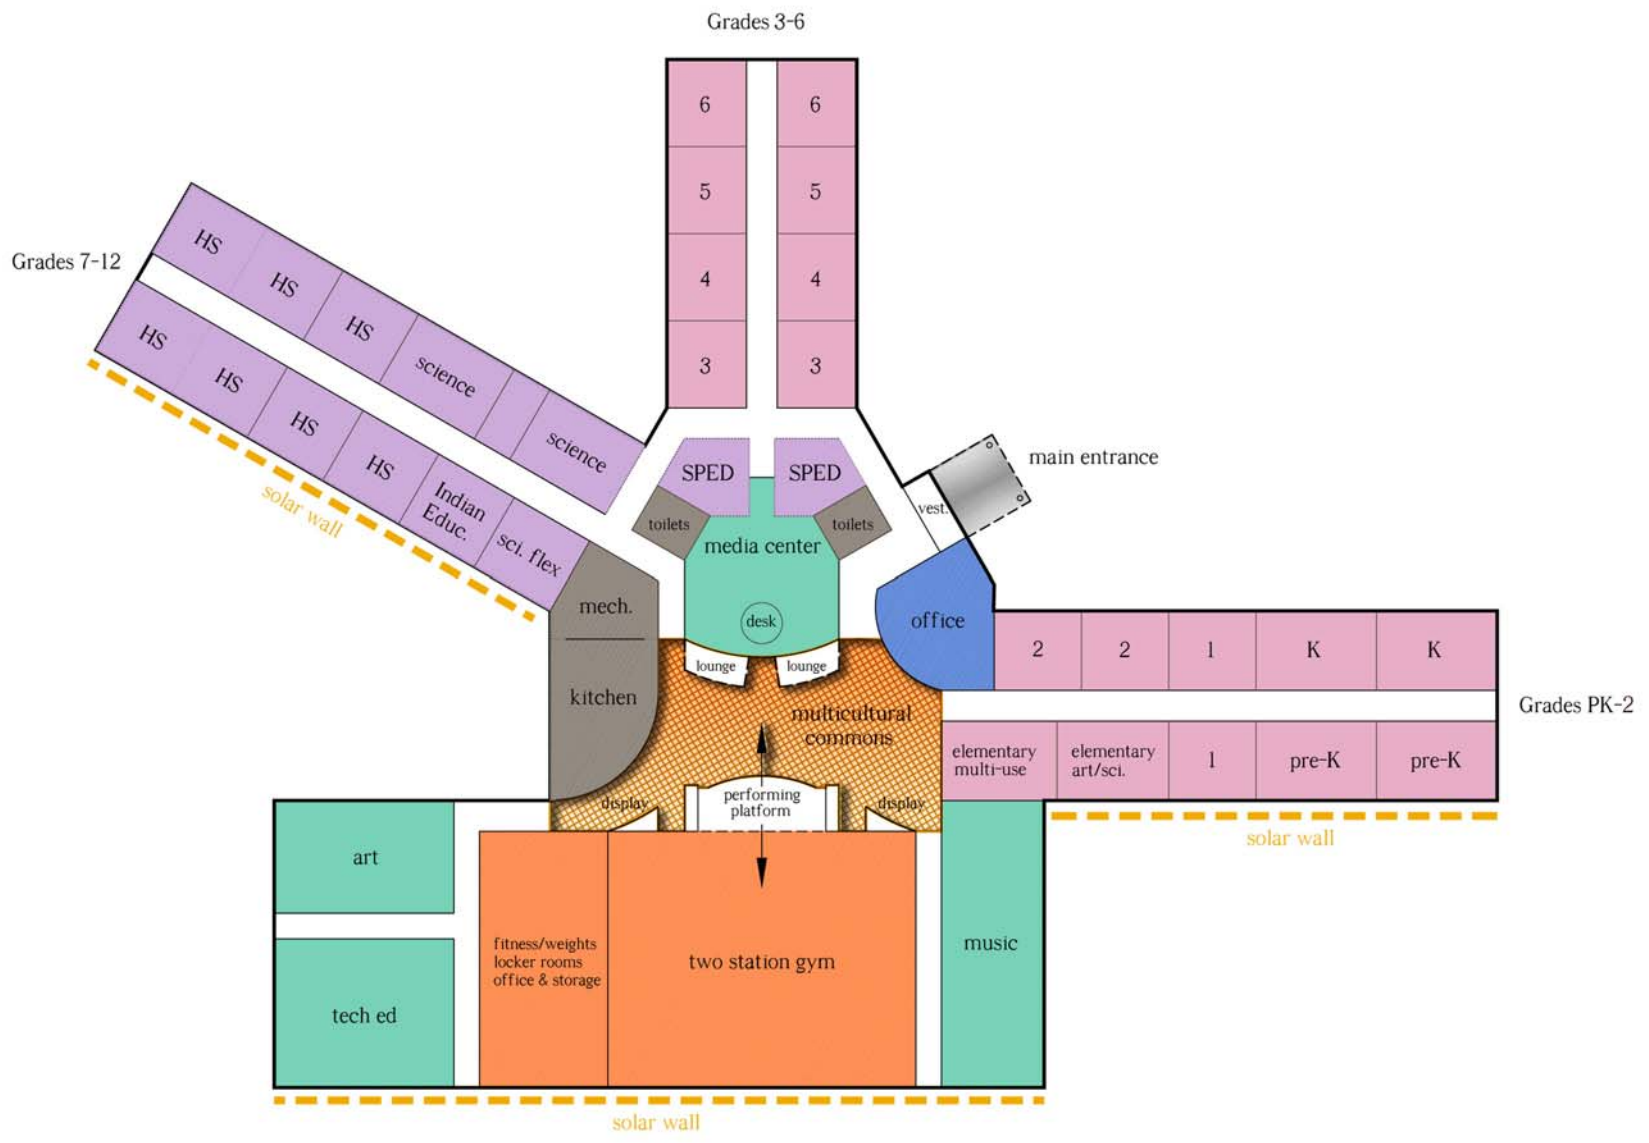 Grades 3-6
6
6
5
5
4
4
3
3
Grades 7-12
HS
HS
HS
science
science
HS
HS
HS
HS
Indian
Educ.
sci. flex
solar wall
SPED
SPED
toilets
toilets
media center
desk
main entrance
vest.
office
mech.
kitchen
lounge
lounge
multicultural
commons
2
2
1
K
K
Grades PK-2
elementary
multi-use
elementary
art/sci.
1
pre-K
pre-K
solar wall
display
performing
platform
display
art
tech ed
fitness/weights
locker rooms
office & storage
two station gym
music
solar wall